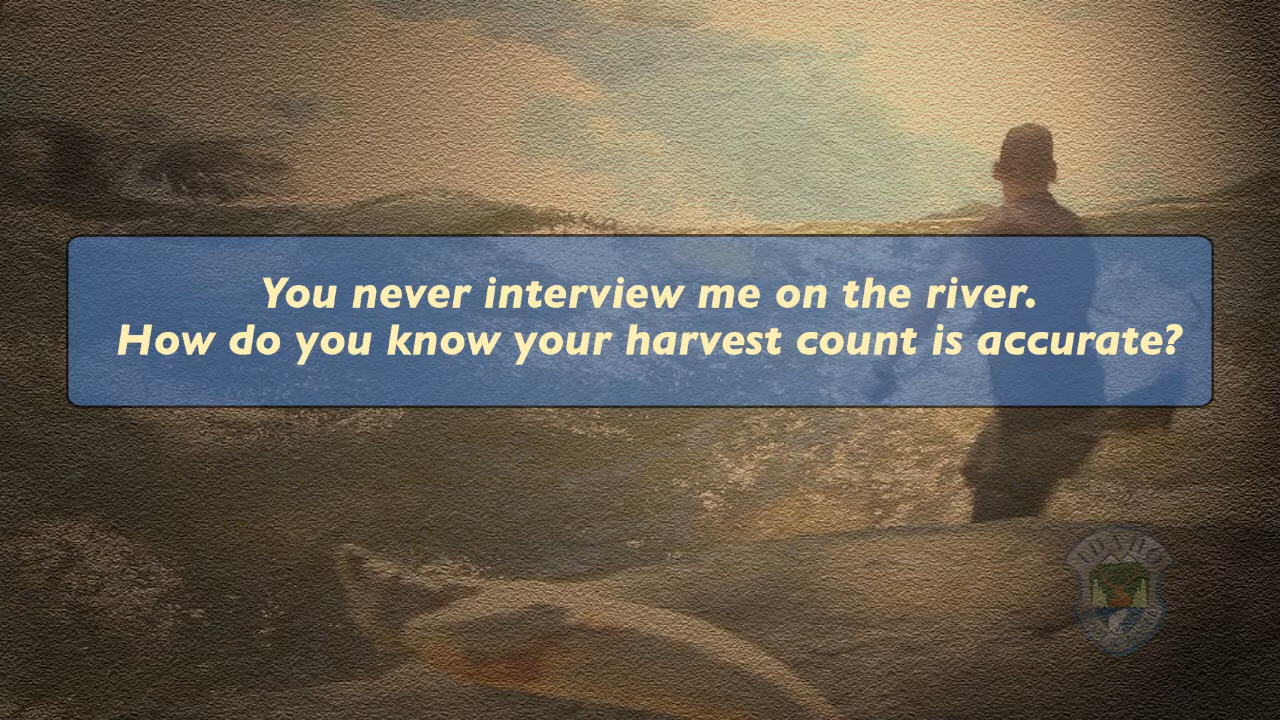 You never interview me on the river.
How do you know your harvest count is accurate?